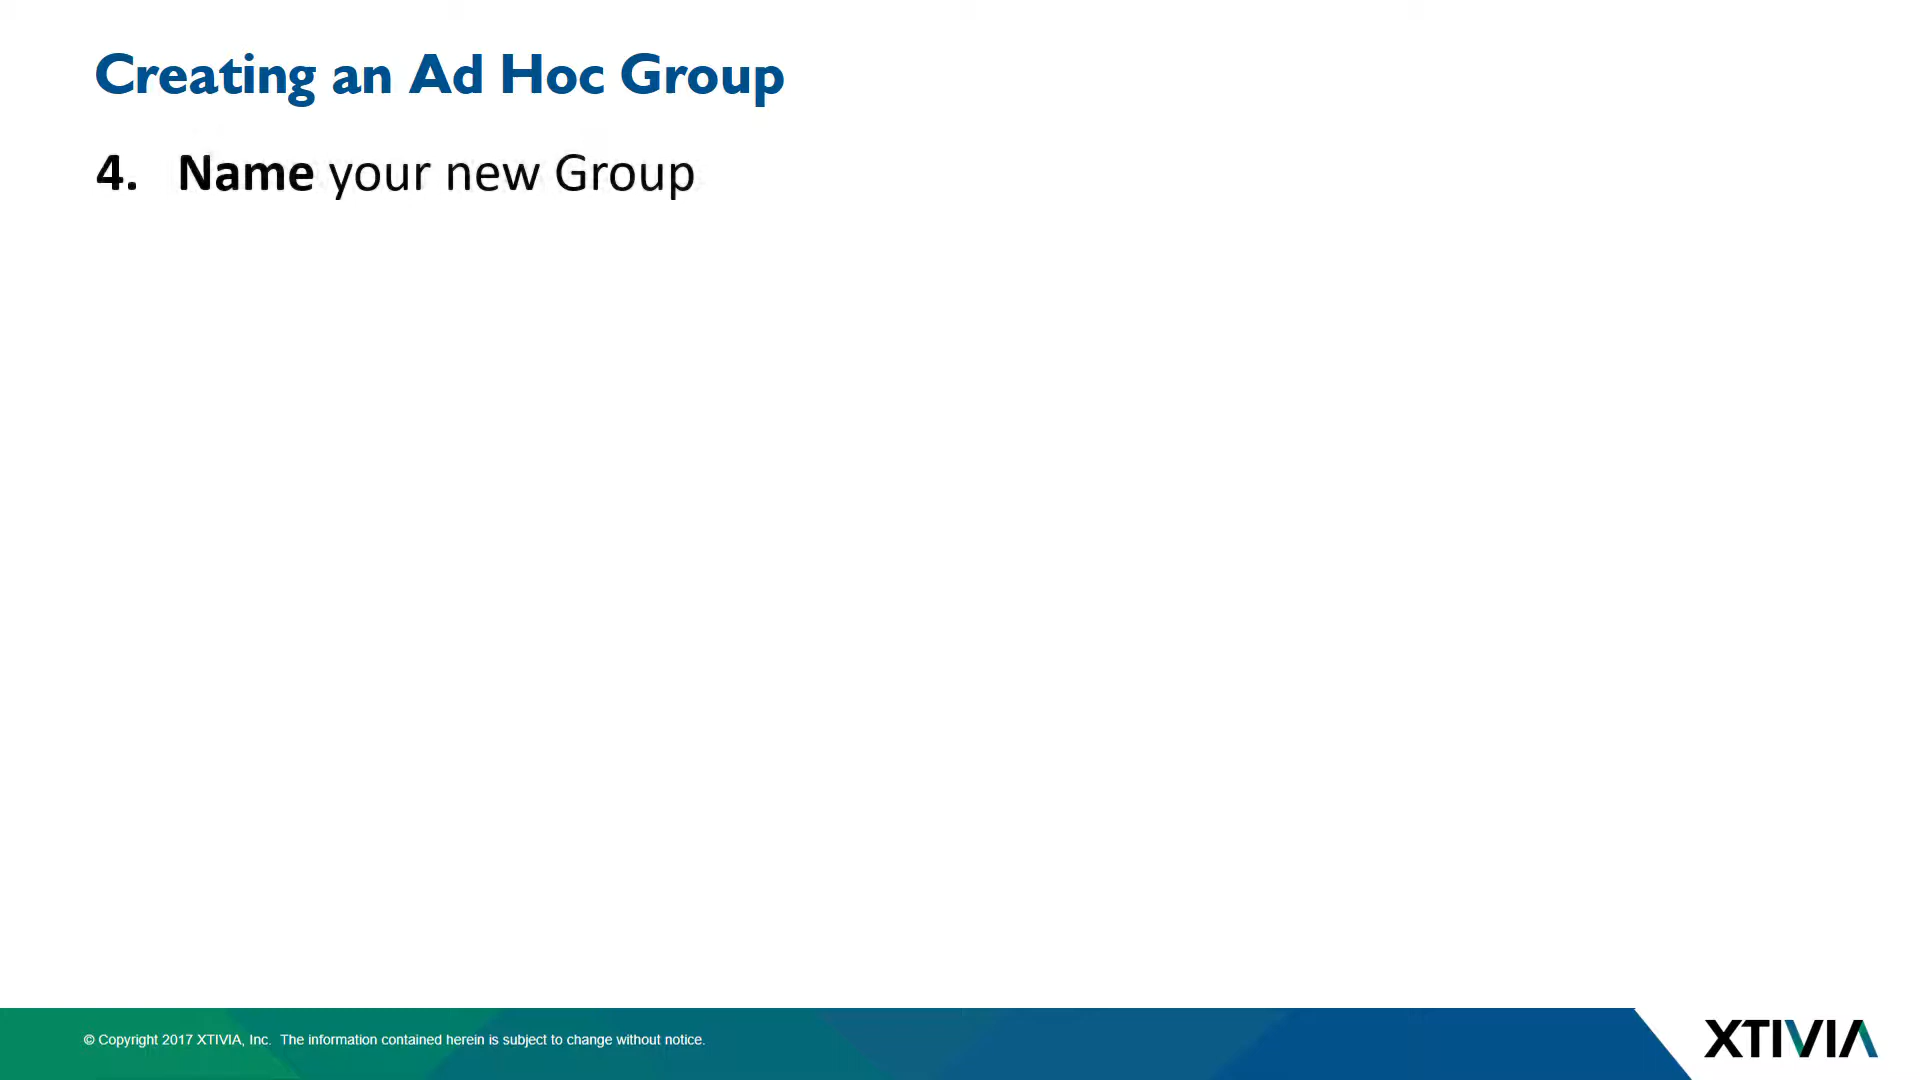 Creating an Ad Hoc Group
4. Name your new Group
© Copyright 2017 XTIVIA, Inc. The information contained herein is subject to change without notice.
XTIVIA